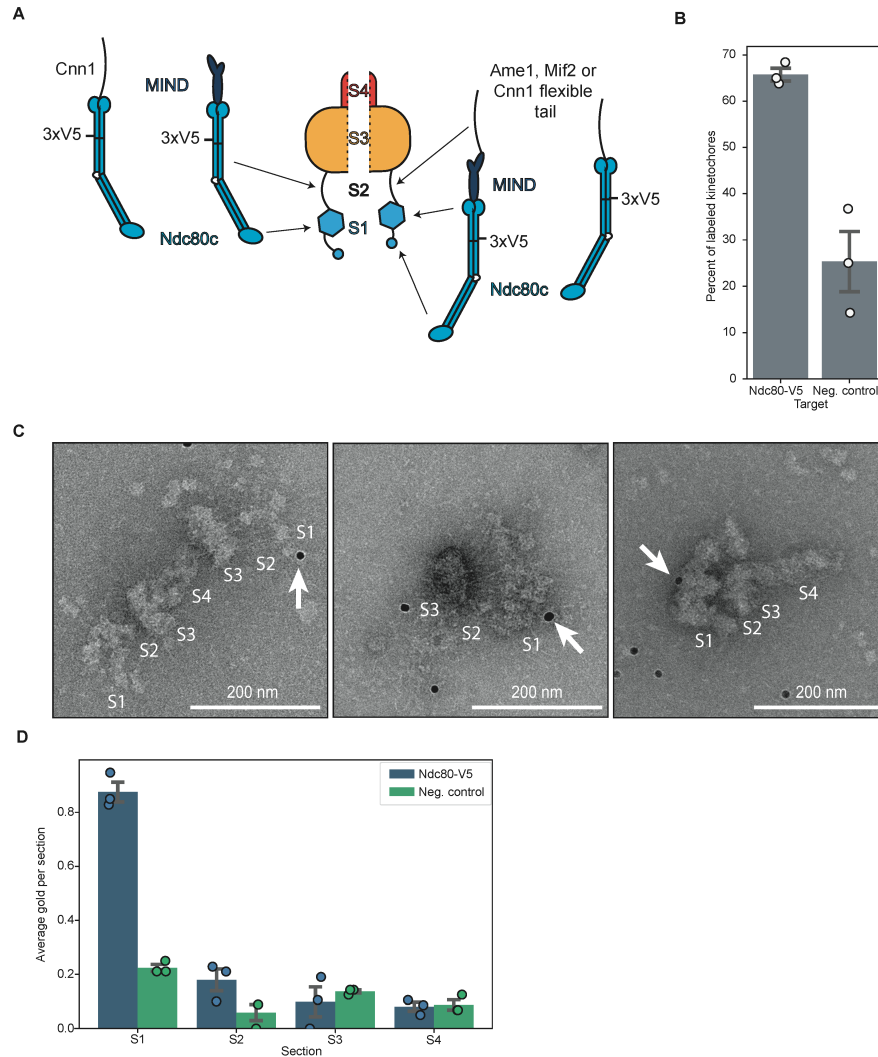 A
Cnn1
3xV5
MIND
3xV5
Ndc80c
S4
S3
S2
S1
Ame1, Mif2 or
Cnn1 flexible
tail
MIND
3xV5
Ndc80c
3xV5
B
Percent of labeled kinetochores
70
60
50
40
30
20
10
0
Ndc80-V5
Neg. control
Target
C
S1
S2
S3
S4
S3
S2
S1
200 nm
S3
S2
S1
200 nm
S4
S3
S2
S1
200 nm
D
Average gold per section
0.8
0.6
0.4
0.2
0.0
Ndc80-V5
Neg. control
S1
S2
S3
S4
Section